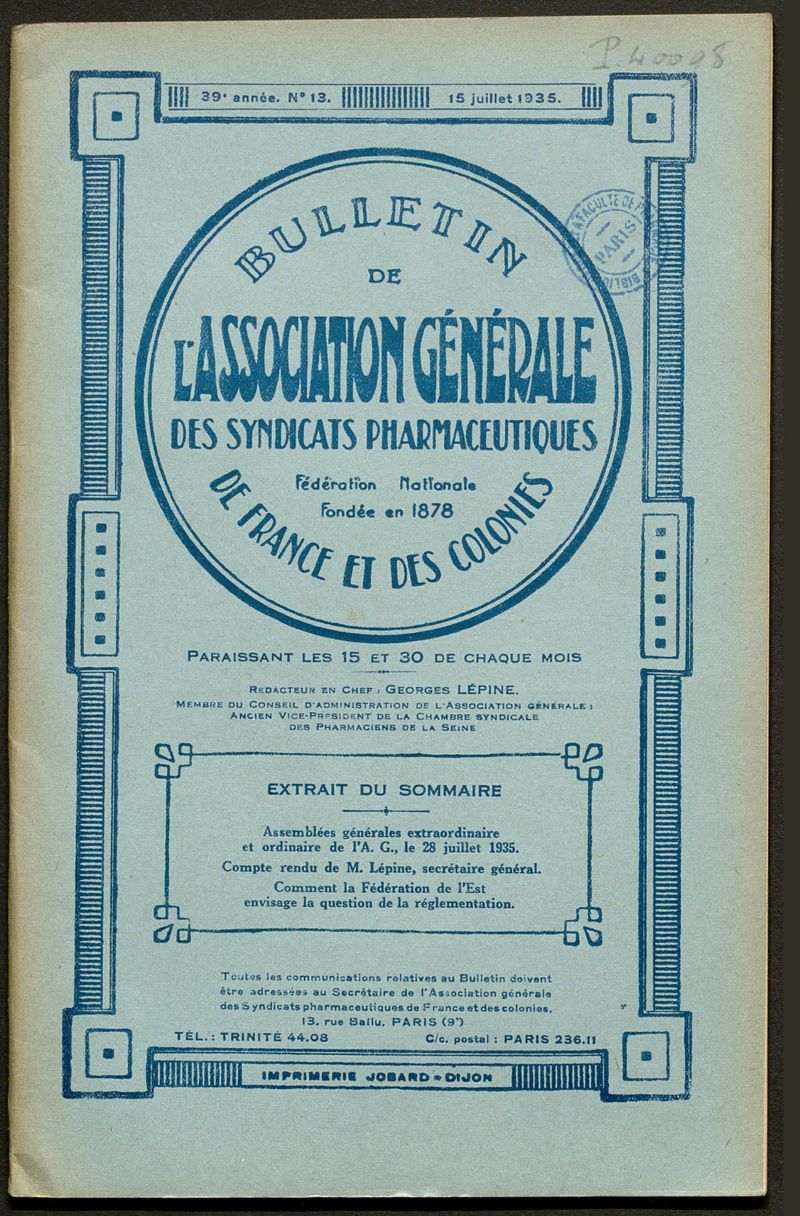 P. 40098
39e année. N° 13. 15 juillet 1935.
BULLETIN
DE
L'ASSOCIATION GÉNÉRALE
DES SYNDICATS PHARMACEUTIQUES
Fédération Nationale
Fondée en 1878
DE FRANCE ET DES COLONIES
FACULTE DE
PARIS
PARAISSANT LES 15 ET 30 DE CHAQUE MOIS
REDACTEUR EN CHEF : GEORGES LÉPINE.
MEMBRE DU CONSEIL D'ADMINISTRATION DE L'ASSOCIATION GÉNÉRALE :
ANCIEN VICE-PRESIDENT DE LA CHAMBRE SYNDICALE
DES PHARMACIENS DE LA SEINE
EXTRAIT DU SOMMAIRE
Assemblées générales extraordinaire
et ordinaire de l'A. G., le 28 juillet 1935.
Compte rendu de M. Lépine, secrétaire général.
Comment la Fédération de l'Est
envisage la question de la réglementation.
Toutes les communications relatives au Bulletin doivent
être adressées au Secrétaire de l'Association générale
des Syndicats pharmaceutiques de France et des colonies,
13, rue Ballu, PARIS (9e)
TÉL. : TRINITÉ 44.08 C/c. postal : PARIS 236.11
IMPRIMERIE JOBARD - DIJON